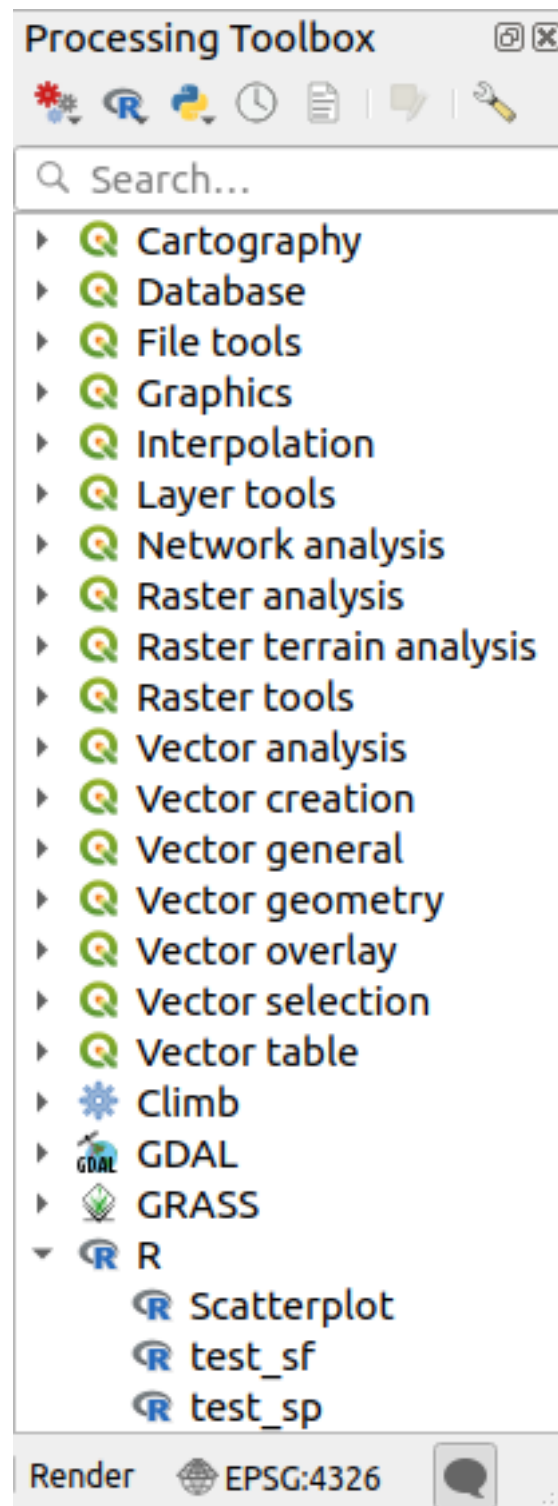 Processing Toolbox
Search...
Cartography
Database
File tools
Graphics
Interpolation
Layer tools
Network analysis
Raster analysis
Raster terrain analysis
Raster tools
Vector analysis
Vector creation
Vector general
Vector geometry
Vector overlay
Vector selection
Vector table
Climb
GDAL GDAL
GRASS
R R
R Scatterplot
R test_sf
R test_sp
Render EPSG:4326